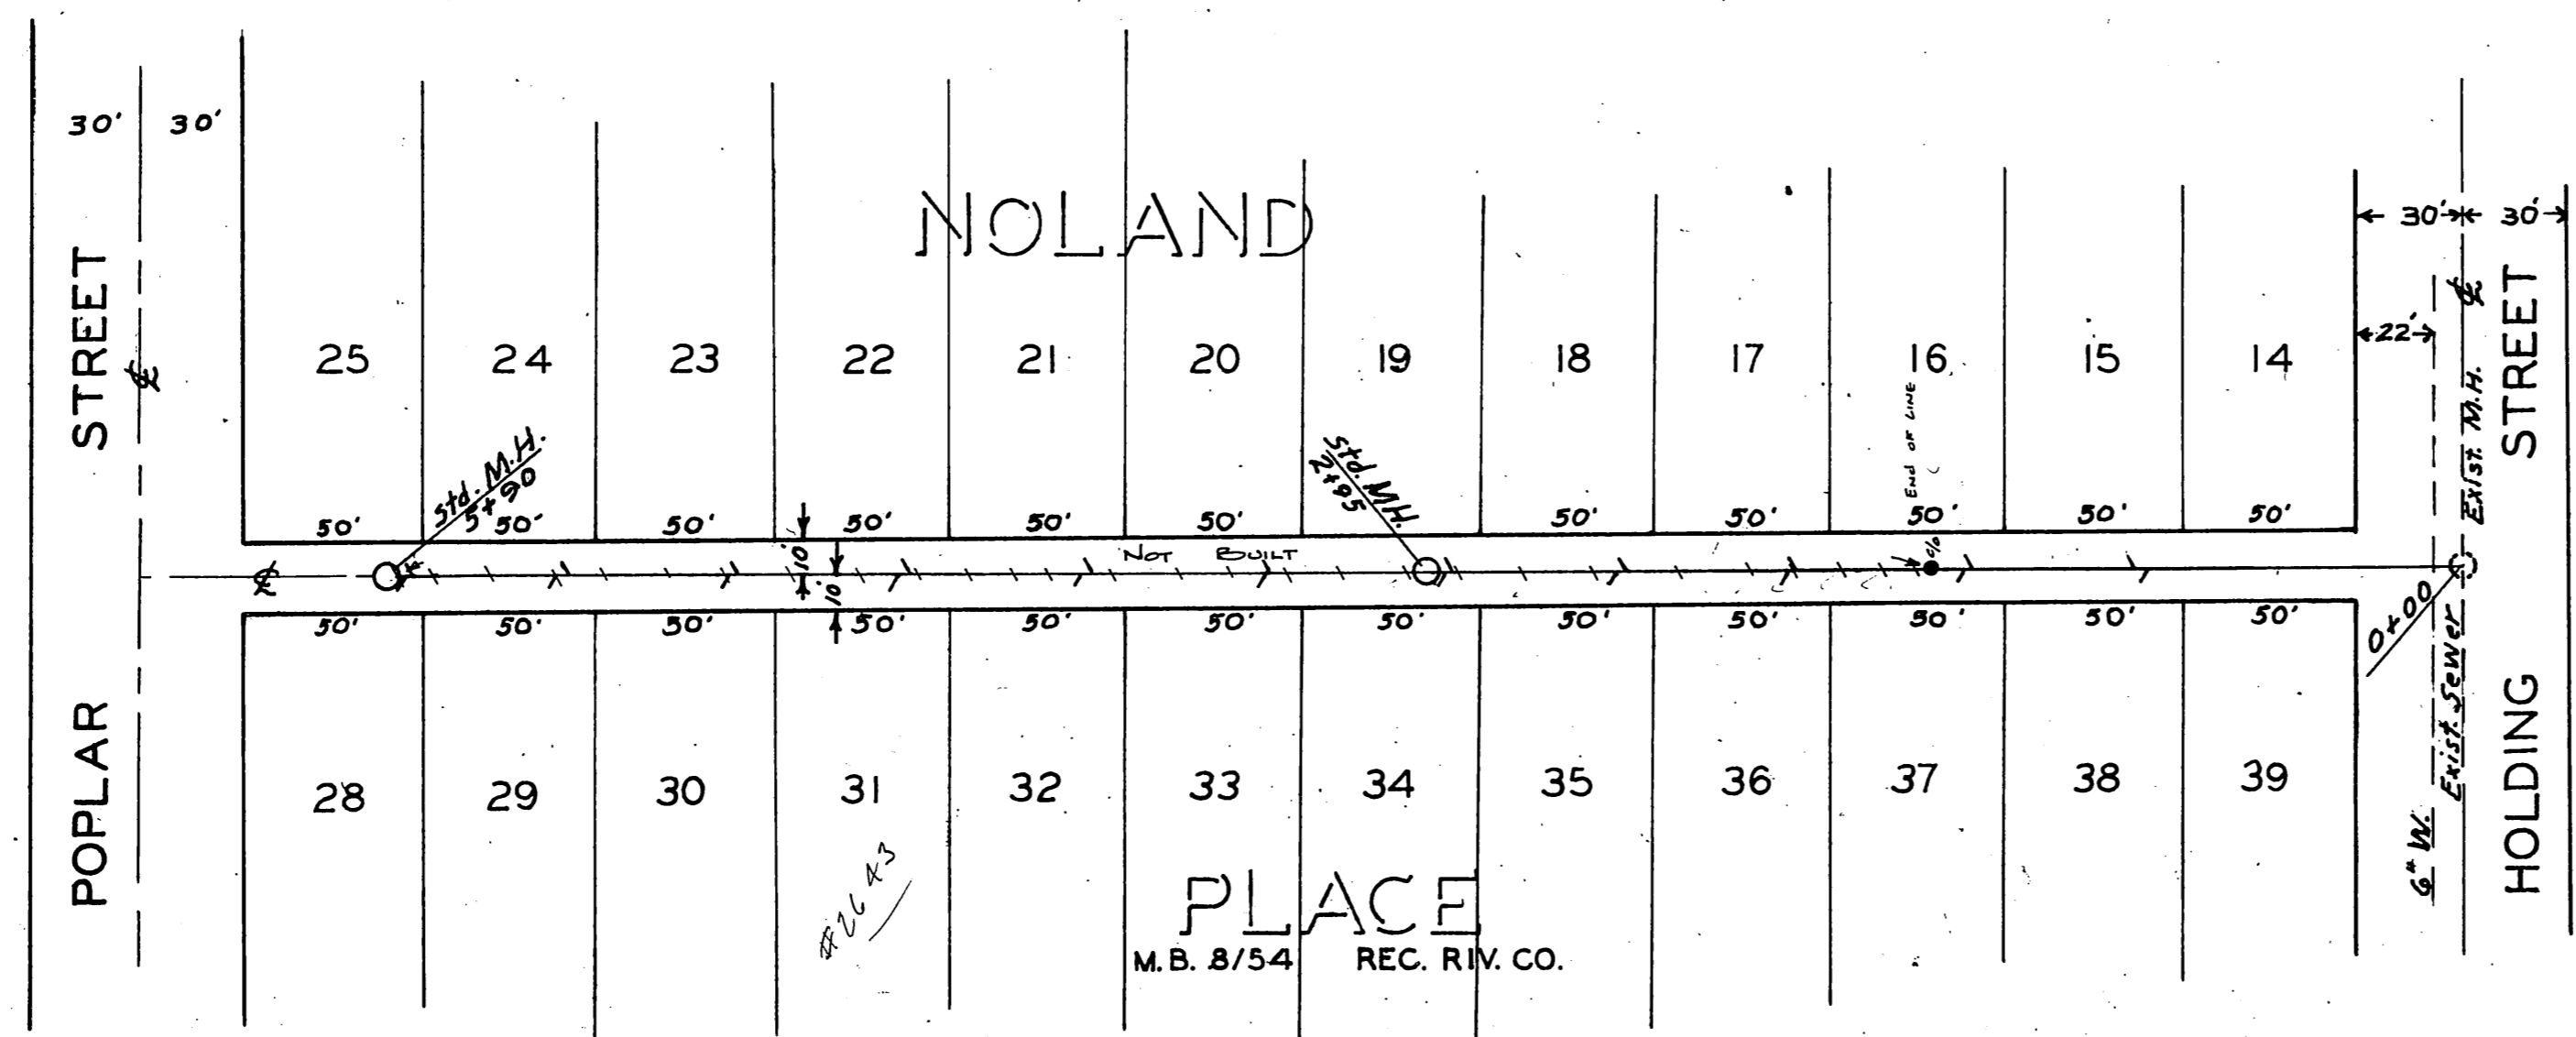 30' 30'
NOLAND
30' 30'
22'
POPLAR STREET
℄
25 24 23 22 21 20 19 18 17 16 15 14
Std. M.H.
5+90
Std. M.H.
2+95
END OF LINE
℄
Exist. M.H.
HOLDING STREET
50' 50' 50' 50' 50' 50' 50' 50' 50' 50' 50'
10'
NOT BUILT
℄
10'
0+00
50' 50' 50' 50' 50' 50' 50' 50' 50' 50' 50' 50'
Exist. Sewer
6" W.
28 29 30 31 32 33 34 35 36 37 38 39
#2643
PLACE
M.B. 8/54 REC. RIV. CO.